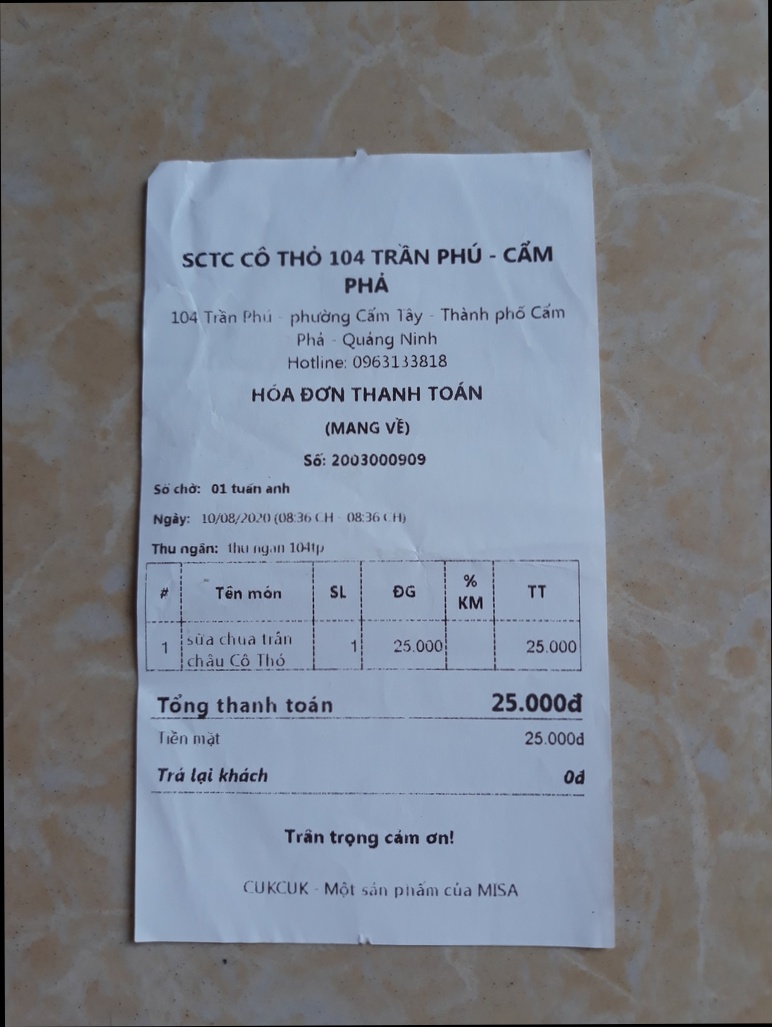 SCTC CÔ THỎ 104 TRẦN PHÚ - CẨM
PHẢ
104 Trần Phú - phường Cẩm Tây - Thành phố Cẩm
Phả - Quảng Ninh
Hotline: 0963133818
HÓA ĐƠN THANH TOÁN
(MANG VỀ)
Số: 2003000909
Số chờ: 01 tuấn anh
Ngày: 10/08/2020 (08:36 CH - 08:36 CH)
Thu ngân: Thu ngan 104tp
# Tên món SL ĐG % KM TT
1 sữa chua trân 1 25.000 25.000
châu Cô Thỏ
Tổng thanh toán 25.000đ
Tiền mặt 25.000đ
Trả lại khách 0đ
Trân trọng cảm ơn!
CUKCUK - Một sản phẩm của MISA